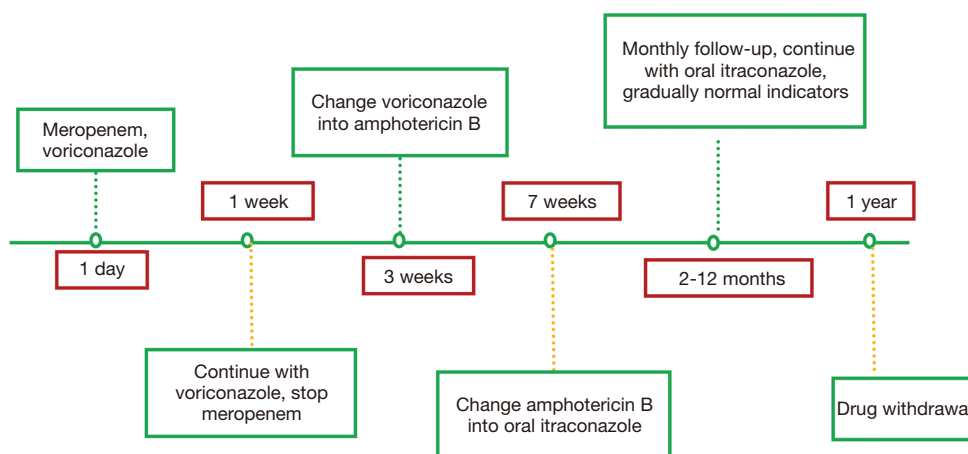 Meropenem,
voriconazole
1 day
1 week
Continue with
voriconazole, stop
meropenem
Change voriconazole
into amphotericin B
3 weeks
7 weeks
Change amphotericin B
into oral itraconazole
Monthly follow-up, continue
with oral itraconazole,
gradually normal indicators
2-12 months
1 year
Drug withdrawa